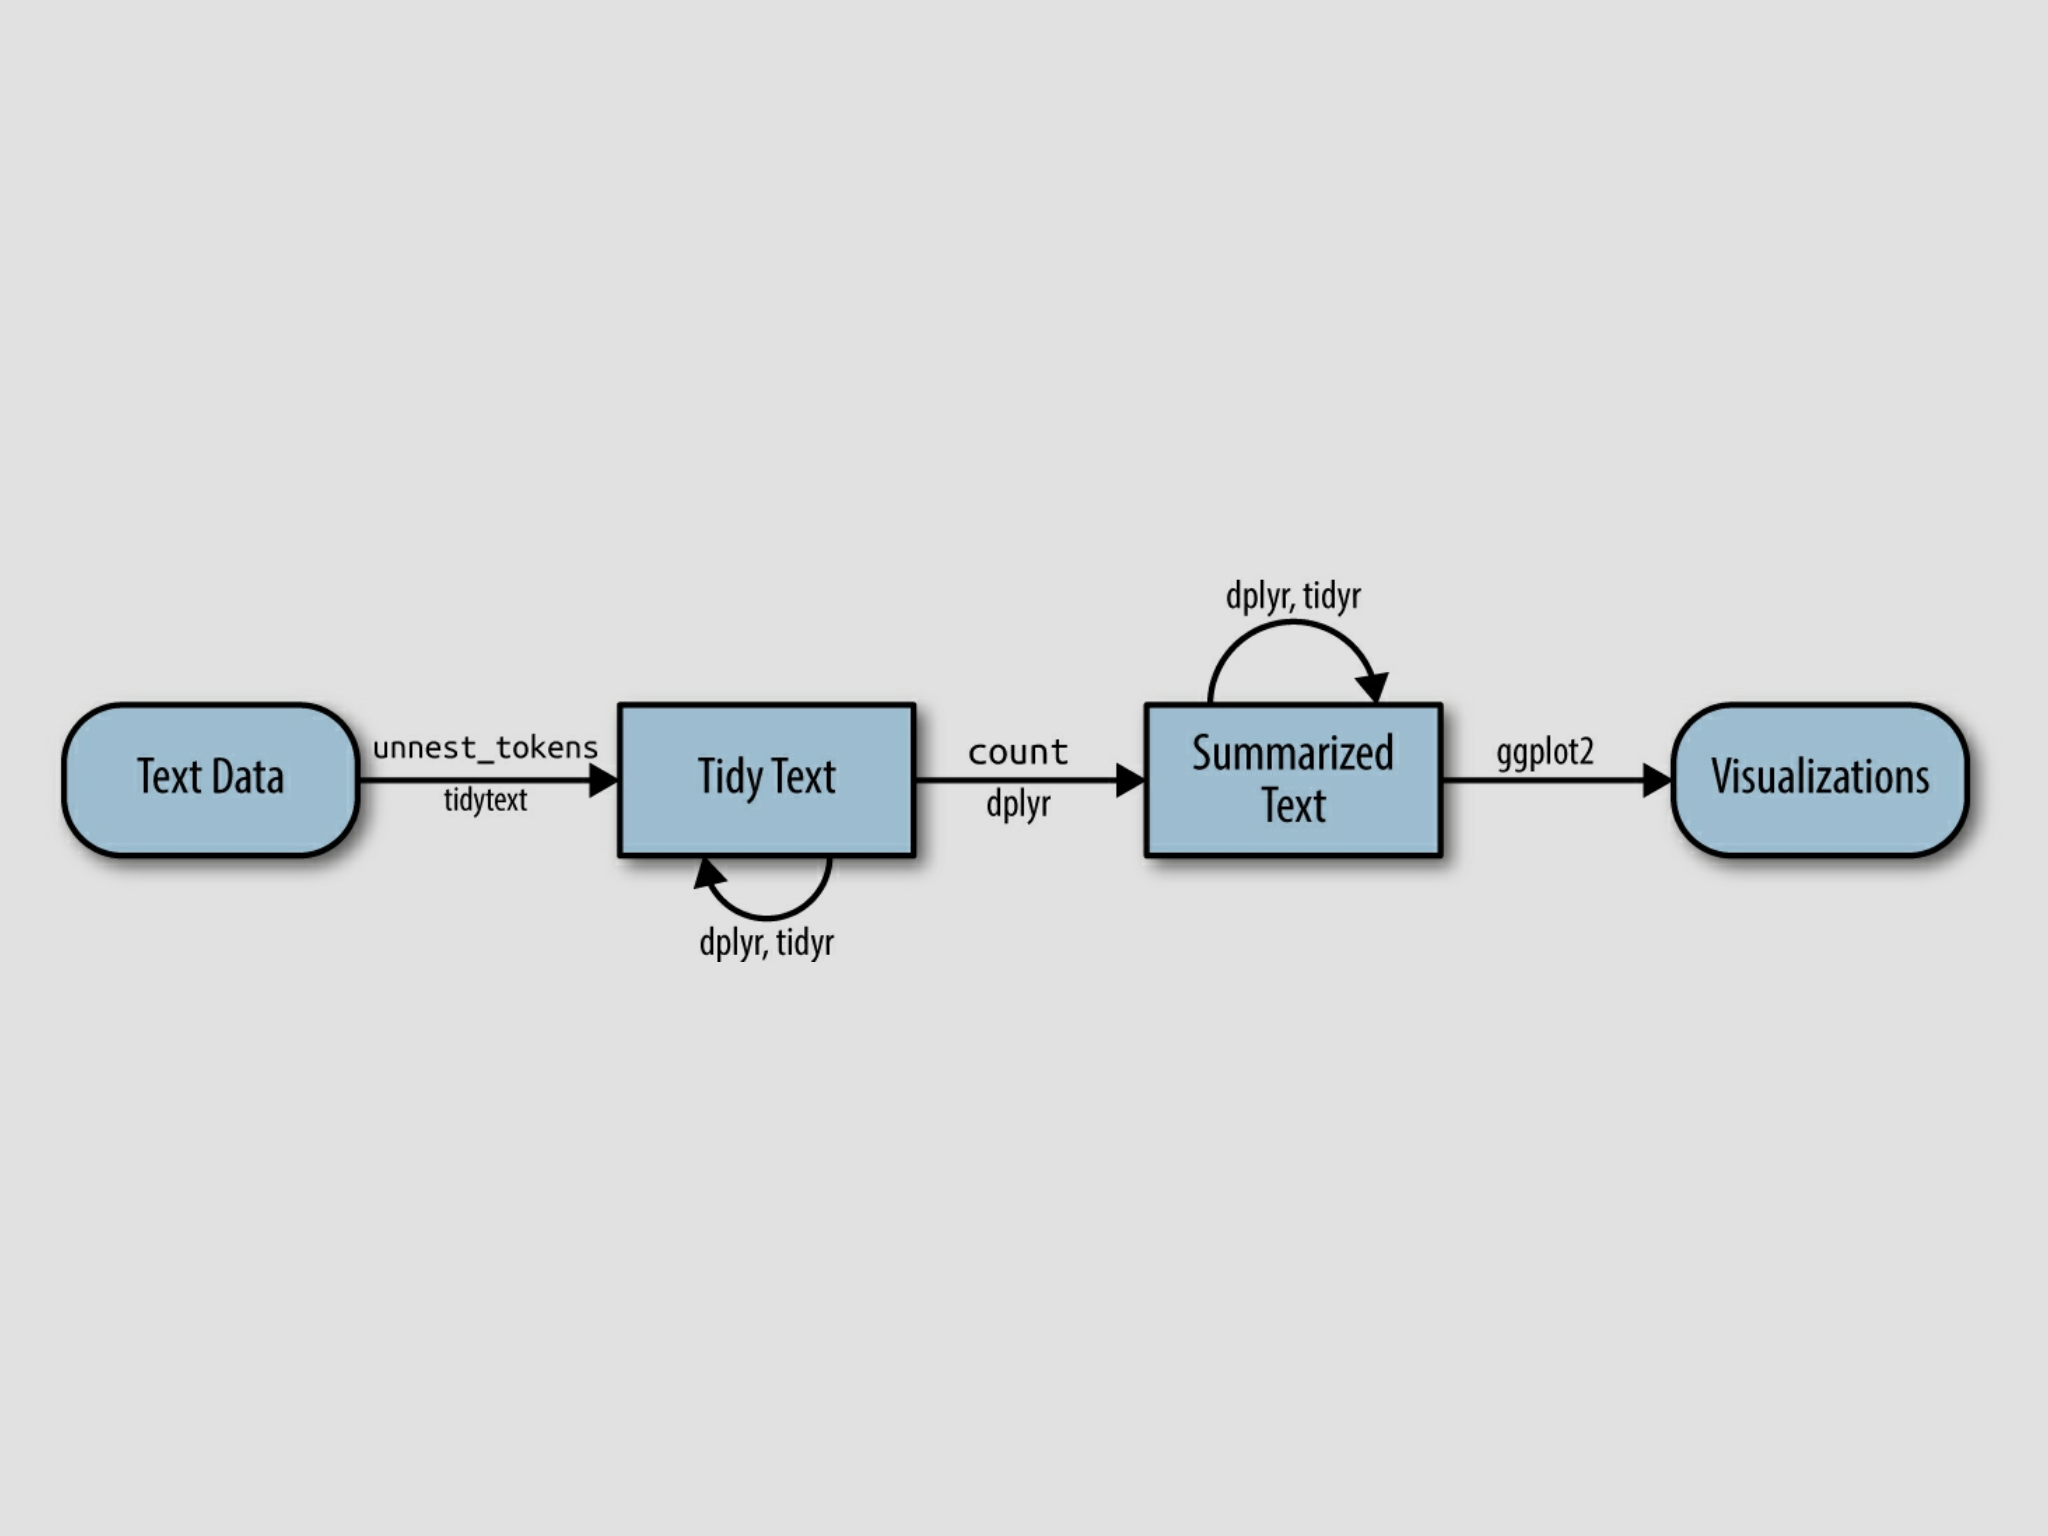 dplyr, tidyr
Text Data
unnest_tokens
tidytext
Tidy Text
count
dplyr
Summarized
Text
ggplot2
Visualizations
dplyr, tidyr